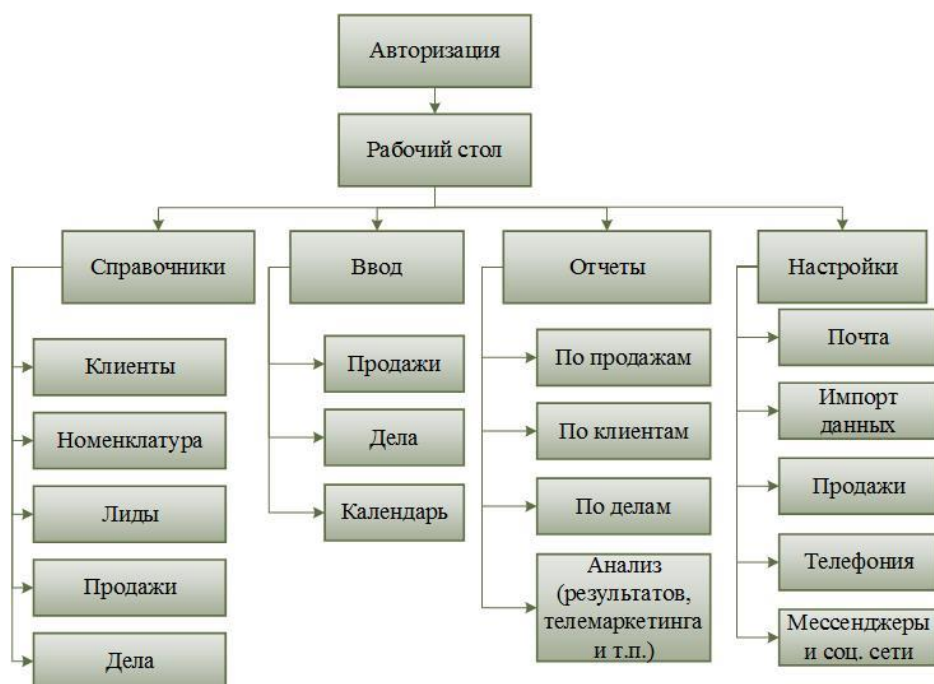 Авторизация
Рабочий стол
Справочники
Клиенты
Номенклатура
Лиды
Продажи
Дела
Ввод
Продажи
Дела
Календарь
Отчеты
По продажам
По клиентам
По делам
Анализ
(результатов,
телемаркетинга
и т.п.)
Настройки
Почта
Импорт
данных
Продажи
Телефония
Мессенджеры
и соц. сети